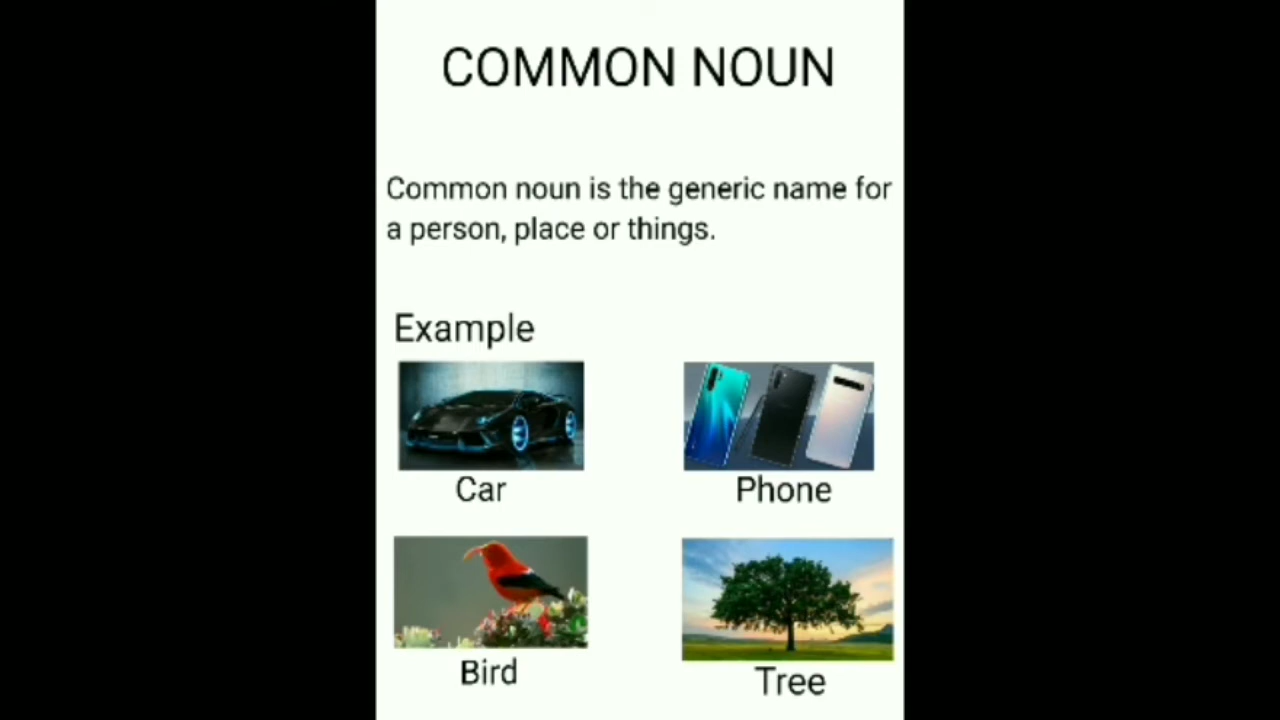 COMMON NOUN
Common noun is the generic name for
a person, place or things.
Example
Car
Phone
Bird
Tree